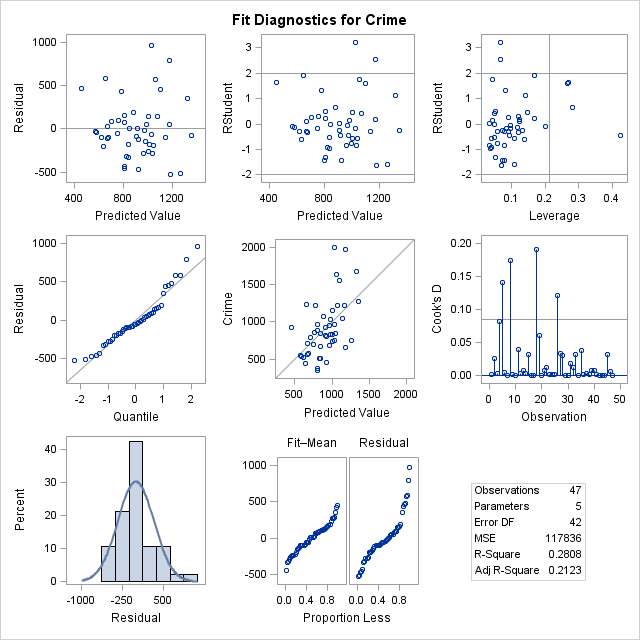 Fit Diagnostics for Crime
1000
500
0
-500
Residual
400 800 1200
Predicted Value
3
2
1
0
-1
-2
RStudent
400 800 1200
Predicted Value
3
2
1
0
-1
-2
RStudent
0.1 0.2 0.3 0.4
Leverage
1000
500
0
-500
Residual
-2 -1 0 1 2
Quantile
2000
1500
1000
500
Crime
500 1000 1500 2000
Predicted Value
0.20
0.15
0.10
0.05
0.00
Cook's D
0 10 20 30 40 50
Observation
40
30
20
10
0
Percent
-1000 -250 500
Residual
Fit–Mean Residual
1000
500
0
-500
0.0 0.4 0.8 0.0 0.4 0.8
Proportion Less
Observations 47
Parameters 5
Error DF 42
MSE 117836
R-Square 0.2808
Adj R-Square 0.2123